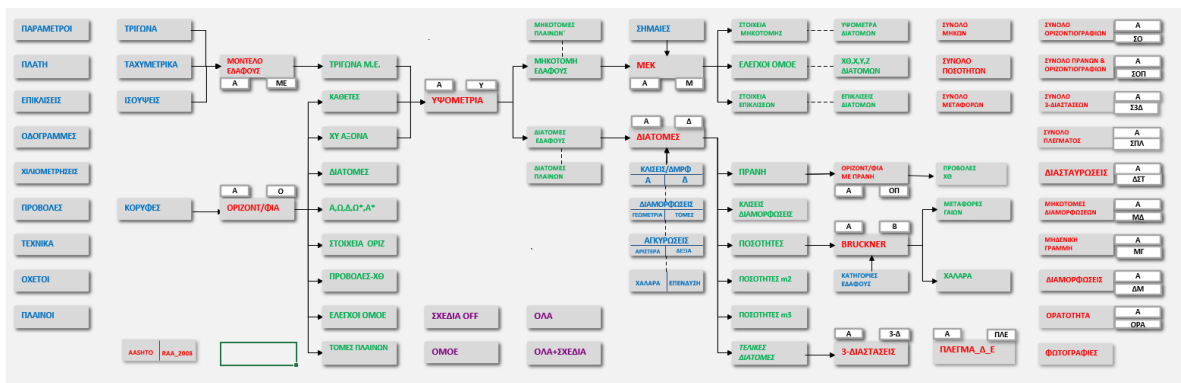 ΠΑΡΑΜΕΤΡΟΙ
ΠΛΑΤΗ
ΕΠΙΚΛΙΣΕΙΣ
ΟΔΟΓΡΑΜΜΕΣ
ΧΙΛΙΟΜΕΤΡΗΣΕΙΣ
ΠΡΟΒΟΛΕΣ
ΤΕΧΝΙΚΑ
ΟΧΕΤΟΙ
ΠΛΑΙΝΟΙ
ΤΡΙΓΩΝΑ
ΤΑΧΥΜΕΤΡΙΚΑ
ΙΣΟΥΨΕΙΣ
ΚΟΡΥΦΕΣ
AASHTO
RAA_2008
ΜΟΝΤΕΛΟ
ΕΔΑΦΟΥΣ
Α
ΜΕ
Α
Ο
ΟΡΙΖΟΝΤ/ΦΙΑ
ΤΡΙΓΩΝΑ Μ.Ε.
ΚΑΘΕΤΕΣ
ΧΥ ΑΞΟΝΑ
ΔΙΑΤΟΜΕΣ
Α,Ω,Δ,Ω*,Α*
ΣΤΟΙΧΕΙΑ ΟΡΙΖ
ΠΡΟΒΟΛΕΣ-ΧΘ
ΕΛΕΓΧΟΙ ΟΜΟΕ
ΤΟΜΕΣ ΠΛΑΙΝΩΝ
Α
Υ
ΥΨΟΜΕΤΡΙΑ
ΣΧΕΔΙΑ OFF
ΟΜΟΕ
ΜΗΚΟΤΟΜΕΣ
ΠΛΑΙΝΩΝ΄
ΜΗΚΟΤΟΜΗ
ΕΔΑΦΟΥΣ
ΔΙΑΤΟΜΕΣ
ΕΔΑΦΟΥΣ
ΔΙΑΤΟΜΕΣ
ΠΛΑΙΝΩΝ
ΟΛΑ
ΟΛΑ+ΣΧΕΔΙΑ
ΣΗΜΑΙΕΣ
ΜΕΚ
Α
Μ
Α
Δ
ΔΙΑΤΟΜΕΣ
ΚΛΙΣΕΙΣ/ΔΜΡΦ
Α
Δ
ΔΙΑΜΟΡΦΩΣΕΙΣ
ΓΕΩΜΕΤΡΙΑ
ΤΟΜΕΣ
ΑΓΚΥΡΩΣΕΙΣ
ΑΡΙΣΤΕΡΑ
ΔΕΞΙΑ
ΧΑΛΑΡΑ
ΕΠΕΝΔΥΣΗ
ΣΤΟΙΧΕΙΑ
ΜΗΚΟΤΟΜΗΣ
ΕΛΕΓΧΟΙ ΟΜΟΕ
ΣΤΟΙΧΕΙΑ
ΕΠΙΚΛΙΣΕΩΝ
ΠΡΑΝΗ
ΚΛΙΣΕΙΣ
ΔΙΑΜΟΡΦΩΣΕΙΣ
ΠΟΣΟΤΗΤΕΣ
ΠΟΣΟΤΗΤΕΣ m2
ΠΟΣΟΤΗΤΕΣ m3
ΤΕΛΙΚΕΣ
ΔΙΑΤΟΜΕΣ
ΥΨΟΜΕΤΡΑ
ΔΙΑΤΟΜΩΝ
ΧΘ,Χ,Υ,Ζ
ΔΙΑΤΟΜΩΝ
ΕΠΙΚΛΙΣΕΙΣ
ΔΙΑΤΟΜΩΝ
ΟΡΙΖΟΝΤ/ΦΙΑ
ΜΕ ΠΡΑΝΗ
Α
ΟΠ
Α
Β
BRUCKNER
ΚΑΤΗΓΟΡΙΕΣ
ΕΔΑΦΟΥΣ
Α
3-Δ
3-ΔΙΑΣΤΑΣΕΙΣ
ΣΥΝΟΛΟ
ΜΗΚΩΝ
ΣΥΝΟΛΟ
ΠΟΣΟΤΗΤΩΝ
ΣΥΝΟΛΟ
ΜΕΤΑΦΟΡΩΝ
ΠΡΟΒΟΛΕΣ
ΧΘ
ΜΕΤΑΦΟΡΕΣ
ΓΑΙΩΝ
ΧΑΛΑΡΑ
Α
ΠΛΕ
ΠΛΕΓΜΑ_Δ_Ε
ΣΥΝΟΛΟ
ΟΡΙΖΟΝΤΙΟΓΡΑΦΙΩΝ
Α
ΣΟ
ΣΥΝΟΛΟ ΠΡΑΝΩΝ &
ΟΡΙΖΟΝΤΙΟΓΡΑΦΙΩΝ
Α
ΣΟΠ
ΣΥΝΟΛΟ
3-ΔΙΑΣΤΑΣΕΩΝ
Α
Σ3Δ
ΣΥΝΟΛΟ
ΠΛΕΓΜΑΤΟΣ
Α
ΣΠΛ
ΔΙΑΣΤΑΥΡΩΣΕΙΣ
Α
ΔΣΤ
ΜΗΚΟΤΟΜΕΣ
ΔΙΑΜΟΡΦΩΣΕΩΝ
Α
ΜΔ
ΜΗΔΕΝΙΚΗ
ΓΡΑΜΜΗ
Α
ΜΓ
ΔΙΑΜΟΡΦΩΣΕΙΣ
Α
ΔΜ
ΟΡΑΤΟΤΗΤΑ
Α
ΟΡΑ
ΦΩΤΟΓΡΑΦΙΕΣ